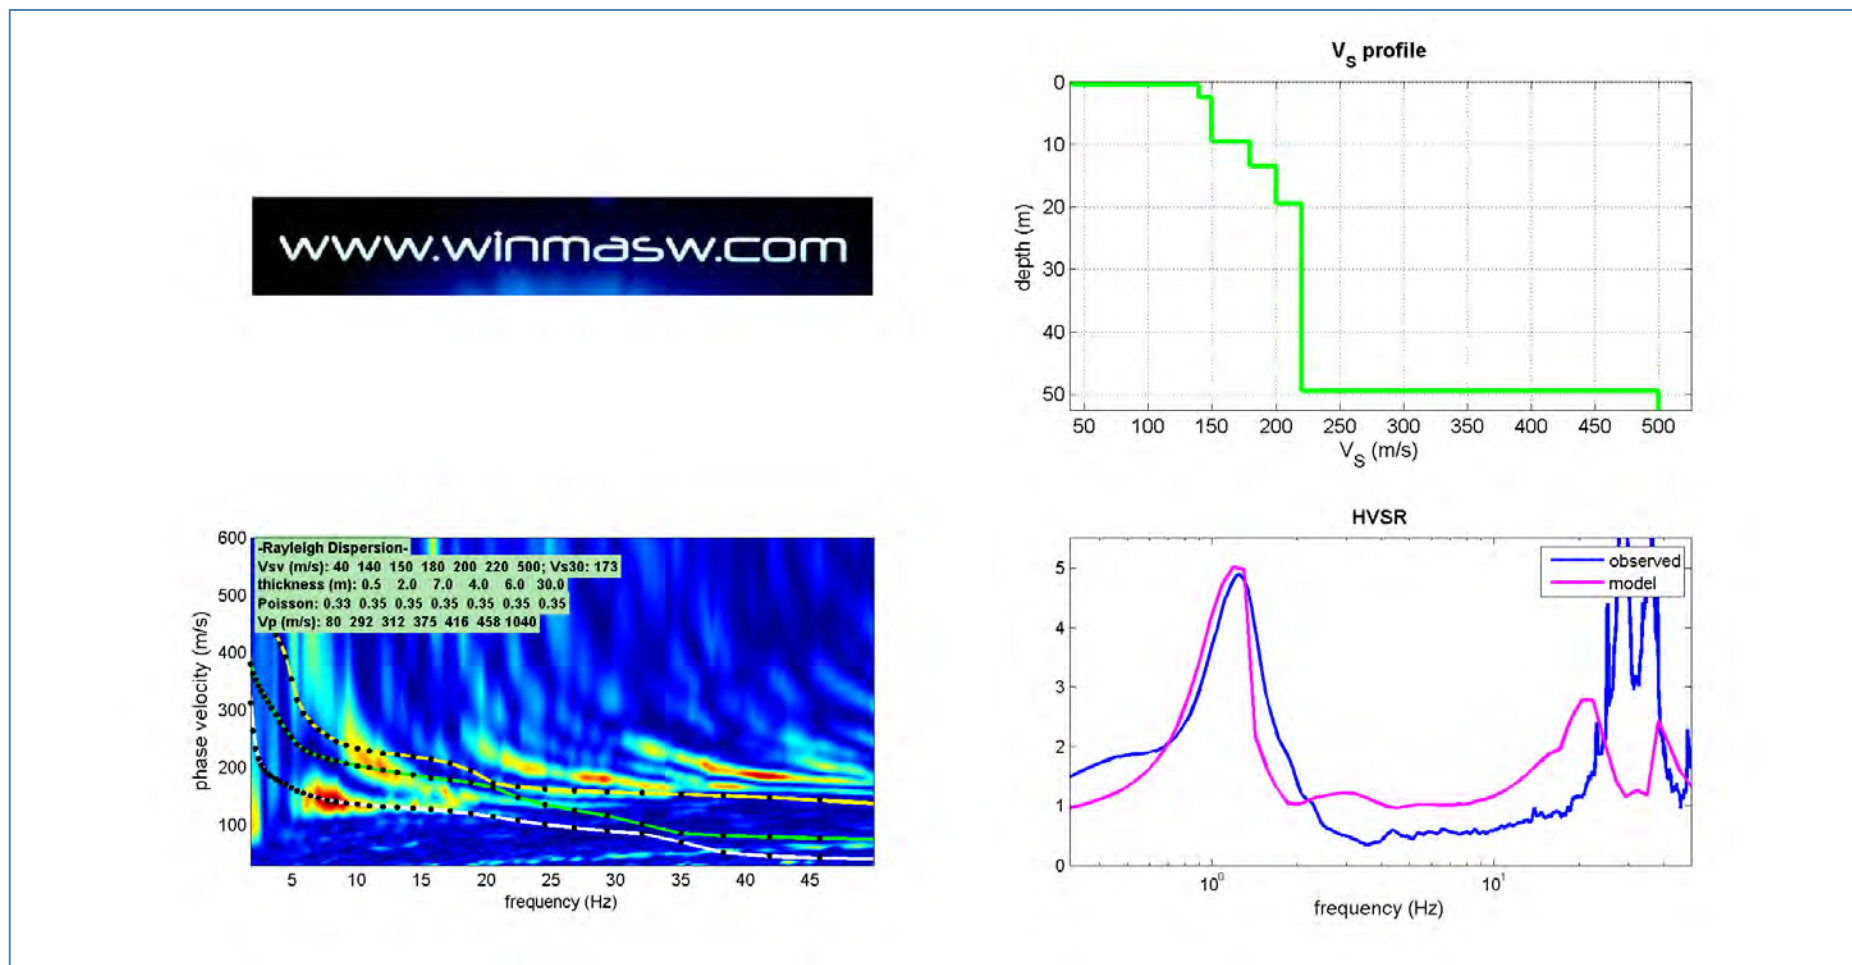 www.winmasw.com
V_S profile
0
10
20
30
40
50
depth (m)
50 100 150 200 250 300 350 400 450 500
V_S (m/s)
600
500
400
300
200
100
phase velocity (m/s)
-Rayleigh Dispersion-
Vsv (m/s): 40 140 150 180 200 220 500; Vs30: 173
thickness (m): 0.5 2.0 7.0 4.0 6.0 30.0
Poisson: 0.33 0.35 0.35 0.35 0.35 0.35 0.35
Vp (m/s): 80 292 312 375 416 458 1040
5 10 15 20 25 30 35 40 45
frequency (Hz)
HVSR
observed
model
5
4
3
2
1
0
10^0 10^1
frequency (Hz)